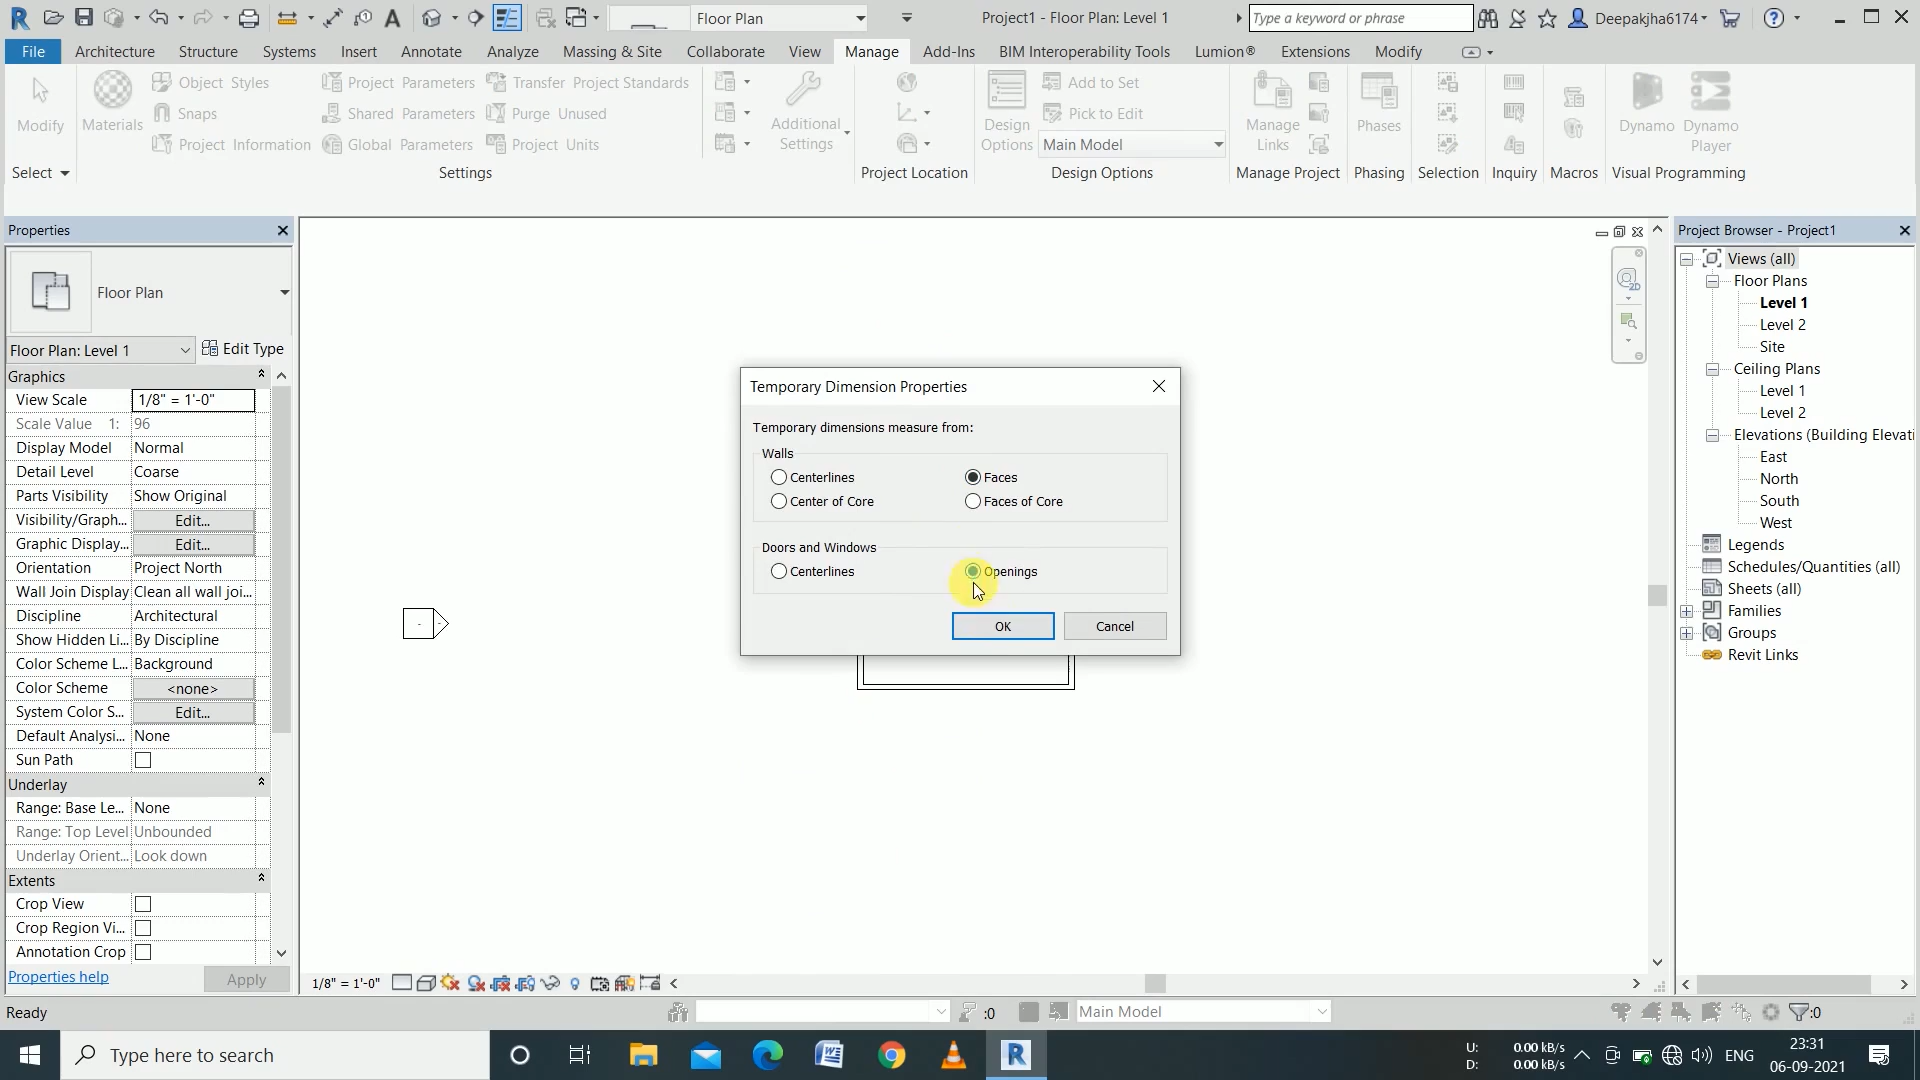 Floor Plan
Project1 - Floor Plan: Level 1
Type a keyword or phrase
Deepakjha6174
File Architecture Structure Systems Insert Annotate Analyze Massing & Site Collaborate View Manage Add-Ins BIM Interoperability Tools Lumion® Extensions Modify
Modify
Materials
Object Styles
Snaps
Project Information
Project Parameters
Shared Parameters
Global Parameters
Transfer Project Standards
Purge Unused
Project Units
Additional
Settings
Design
Options
Add to Set
Pick to Edit
Main Model
Manage
Links
Phases
Dynamo
Dynamo
Player
Select
Settings
Project Location
Design Options
Manage Project
Phasing
Selection
Inquiry
Macros
Visual Programming
Properties
Floor Plan
Floor Plan: Level 1
Edit Type
Graphics
View Scale 1/8" = 1'-0"
Scale Value 1: 96
Display Model Normal
Detail Level Coarse
Parts Visibility Show Original
Visibility/Graph... Edit...
Graphic Display... Edit...
Orientation Project North
Wall Join Display Clean all wall joi...
Discipline Architectural
Show Hidden Li... By Discipline
Color Scheme L... Background
Color Scheme <none>
System Color S... Edit...
Default Analysi... None
Sun Path
Underlay
Range: Base Le... None
Range: Top Level Unbounded
Underlay Orient... Look down
Extents
Crop View
Crop Region Vi...
Annotation Crop
Properties help
Apply
Temporary Dimension Properties
Temporary dimensions measure from:
Walls
Centerlines Faces
Center of Core Faces of Core
Doors and Windows
Centerlines Openings
OK Cancel
2D
Project Browser - Project1
Views (all)
Floor Plans
Level 1
Level 2
Site
Ceiling Plans
Level 1
Level 2
Elevations (Building Elevati
East
North
South
West
Legends
Schedules/Quantities (all)
Sheets (all)
Families
Groups
Revit Links
1/8" = 1'-0"
Ready
:0
Main Model
:0
Type here to search
U: 0.00 kB/s
D: 0.00 kB/s
ENG
23:31
06-09-2021